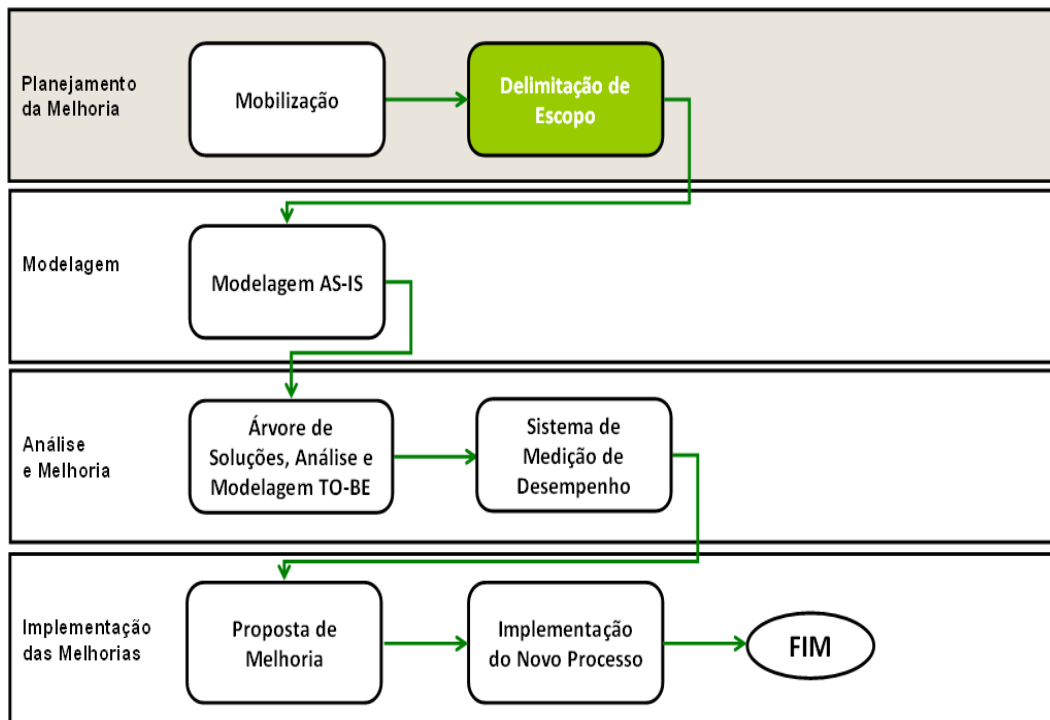 Planejamento
da Melhoria
Mobilização
Delimitação de
Escopo
Modelagem
Modelagem AS-IS
Análise
e Melhoria
Árvore de
Soluções, Análise e
Modelagem TO-BE
Sistema de
Medição de
Desempenho
Implementação
das Melhorias
Proposta de
Melhoria
Implementação
do Novo Processo
FIM